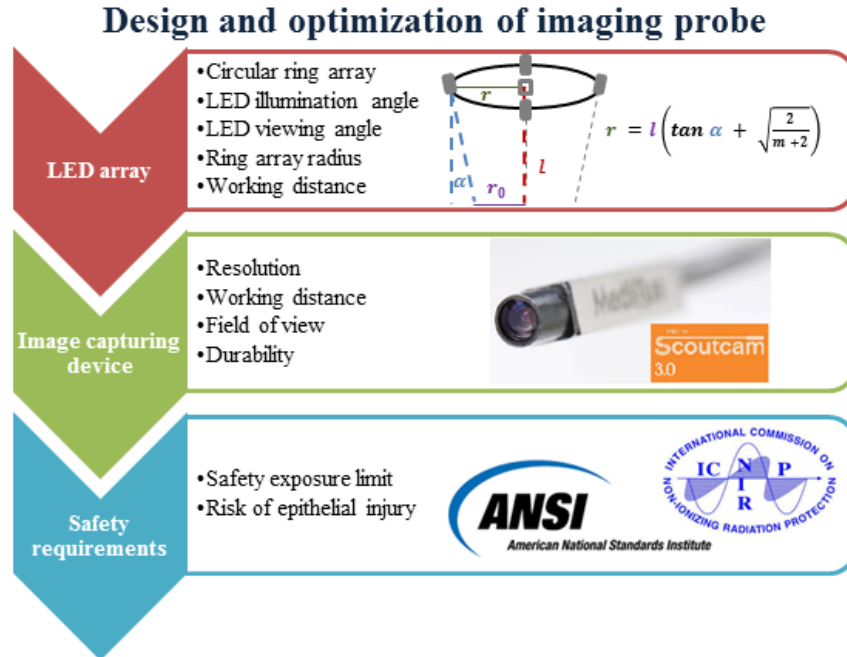 Design and optimization of imaging probe
LED array
•Circular ring array
•LED illumination angle
•LED viewing angle
•Ring array radius
•Working distance
r
α
r₀
l
r = l(tan α + √(2/(m+2)))
Image capturing
device
•Resolution
•Working distance
•Field of view
•Durability
micro
Scoutcam
3.0
Safety
requirements
•Safety exposure limit
•Risk of epithelial injury
ANSI
American National Standards Institute
INTERNATIONAL COMMISSION ON
IC N P
I
R
NON-IONIZING RADIATION PROTECTION